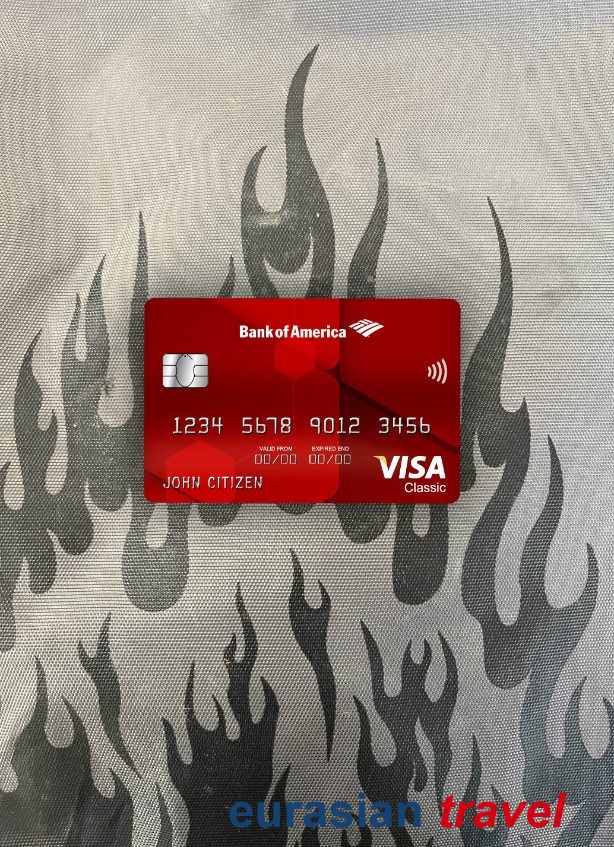 Bank of America
1234 5678 9012 3456
VALID FROM EXPIRED END
00/00 00/00
JOHN CITIZEN
VISA
Classic
eurasian travel